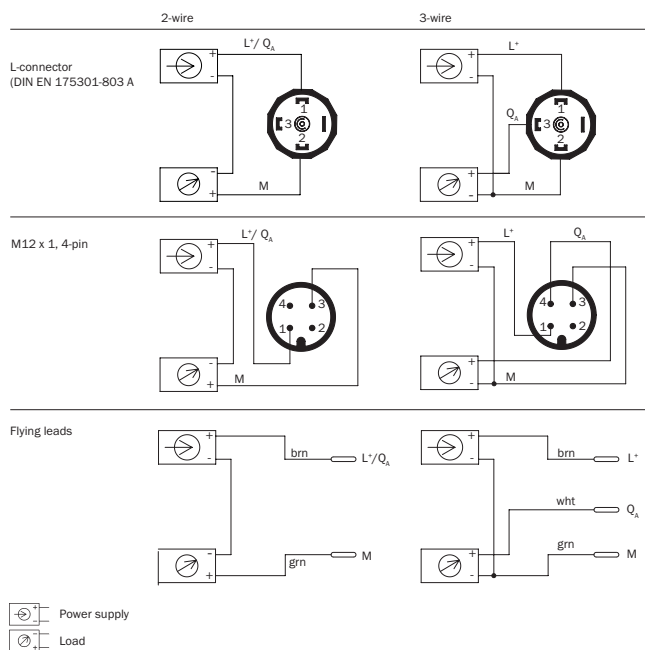 2-wire 3-wire
L-connector
(DIN EN 175301-803 A
L⁺/ Q_A
+
-
1
3
2
-
+
M
L⁺
+
-
Q_A
1
3
2
+
-
M
M12 x 1, 4-pin
L⁺/ Q_A
+
-
4 3
1 2
-
+
M
L⁺ Q_A
+
-
4 3
1 2
+
-
M
Flying leads
+
-
brn L⁺/Q_A
-
+
grn M
+
-
brn L⁺
wht Q_A
+
-
grn M
+
-
Power supply
-
+
Load